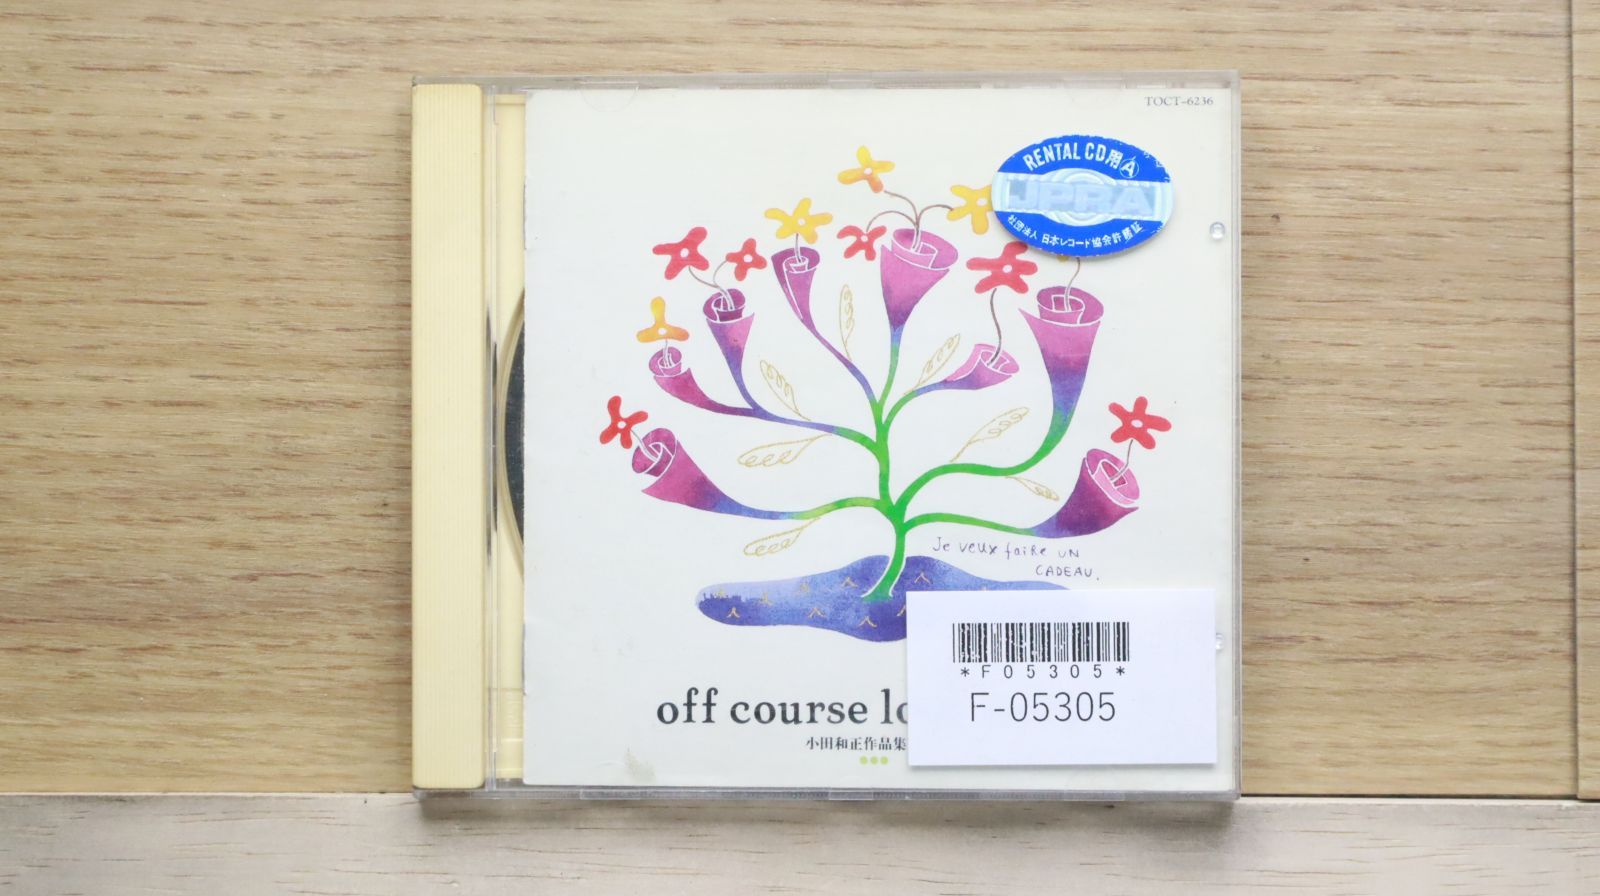 TOCT-6236
RENTAL CD用Ⓐ
JPRA
社団法人 日本レコード協会許諾証
Je veux faiRe UN
CADEAU.
*F05305*
F-05305
off course lo
小田和正作品集